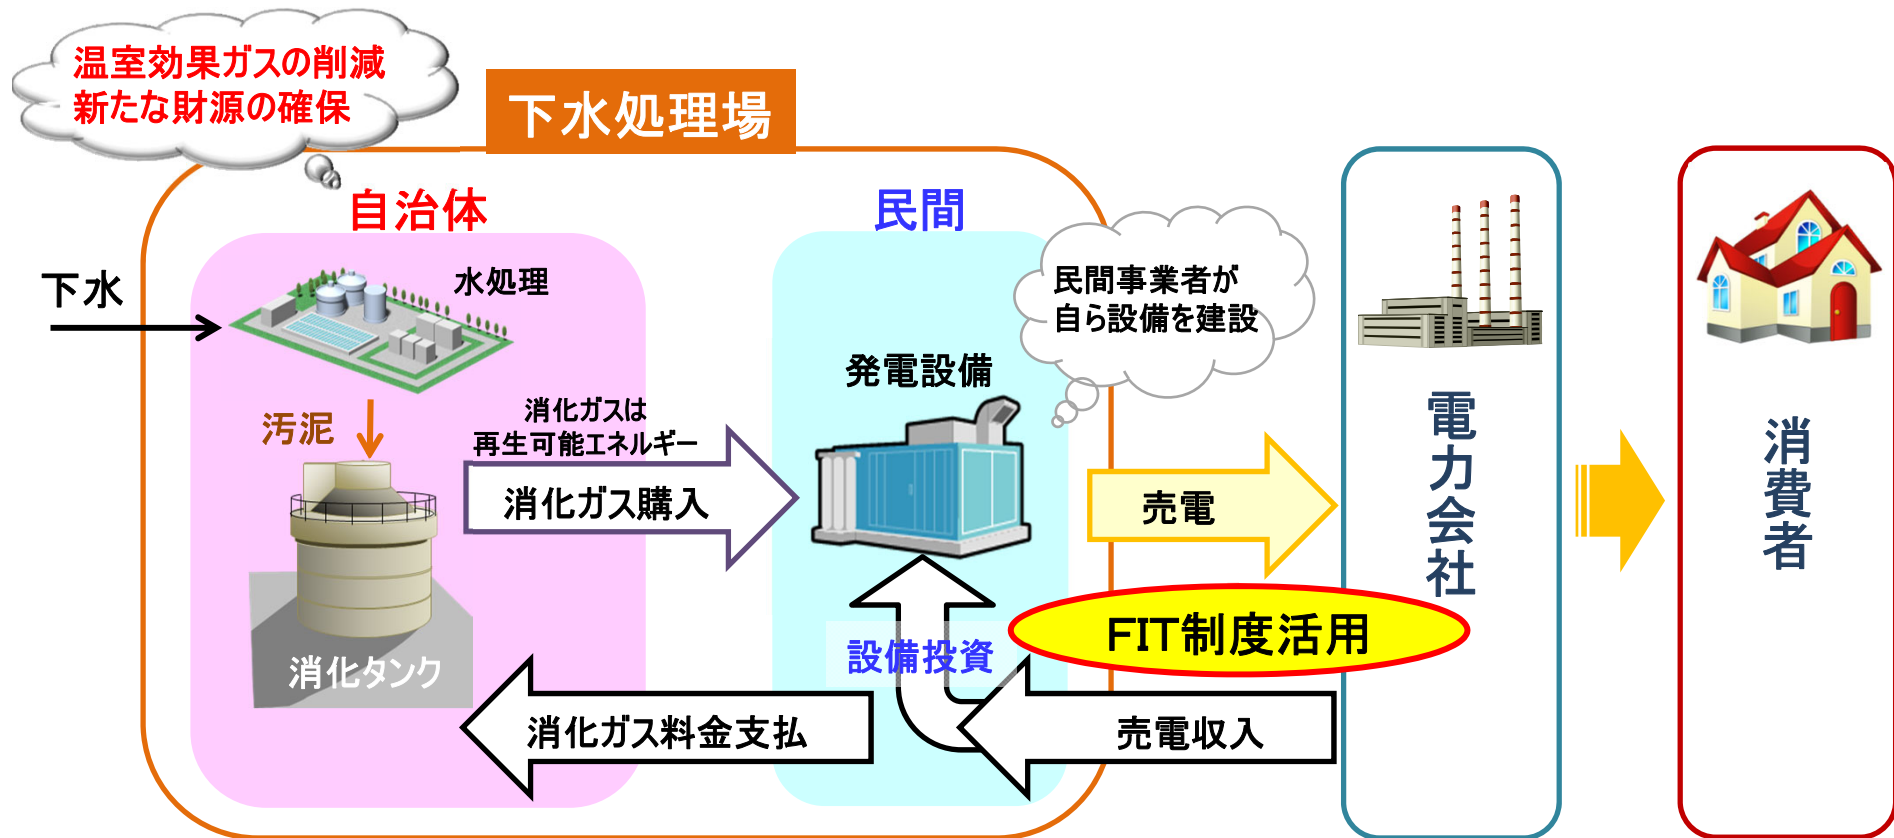 温室効果ガスの削減
新たな財源の確保
下水処理場
自治体
民間
下水
水処理
民間事業者が
自ら設備を建設
発電設備
汚泥
消化ガスは
再生可能エネルギー
消化ガス購入
売電
電力会社
消費者
FIT制度活用
設備投資
消化タンク
消化ガス料金支払
売電収入